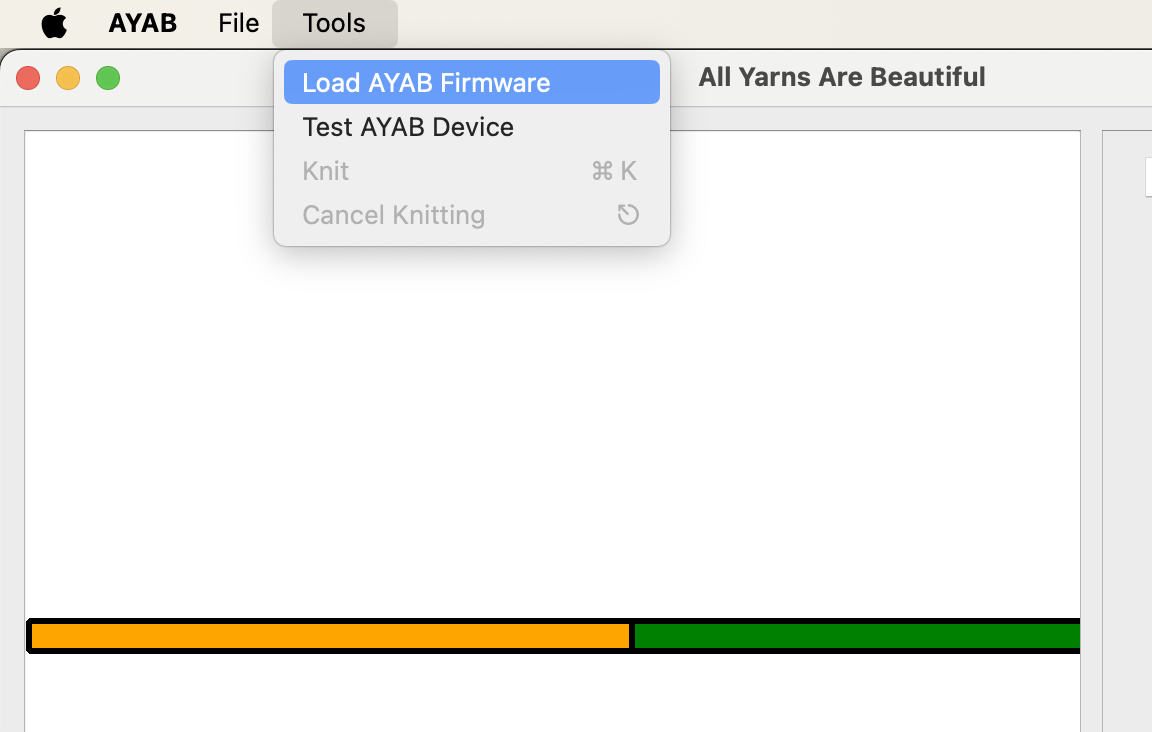 AYAB File Tools
All Yarns Are Beautiful
Load AYAB Firmware
Test AYAB Device
Knit ⌘ K
Cancel Knitting